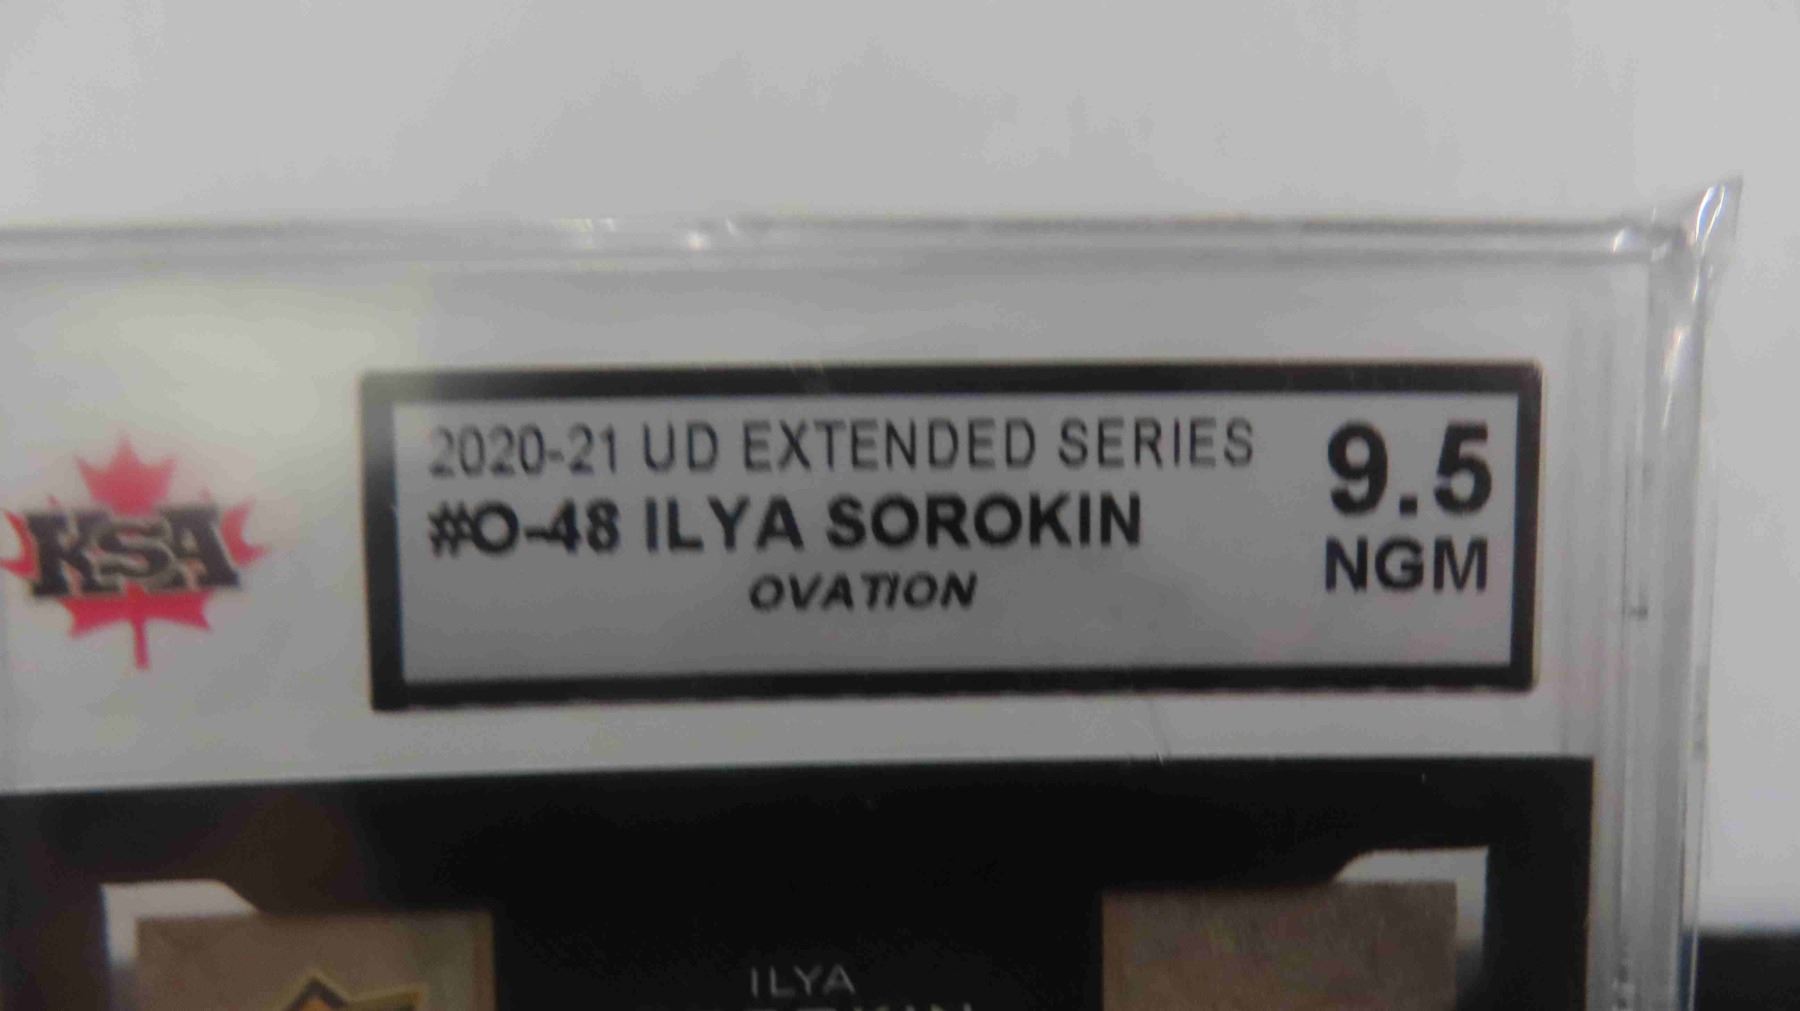 KSA
2020-21 UD EXTENDED SERIES
9.5
#O-48 ILYA SOROKIN
NGM
OVATION
ILYA